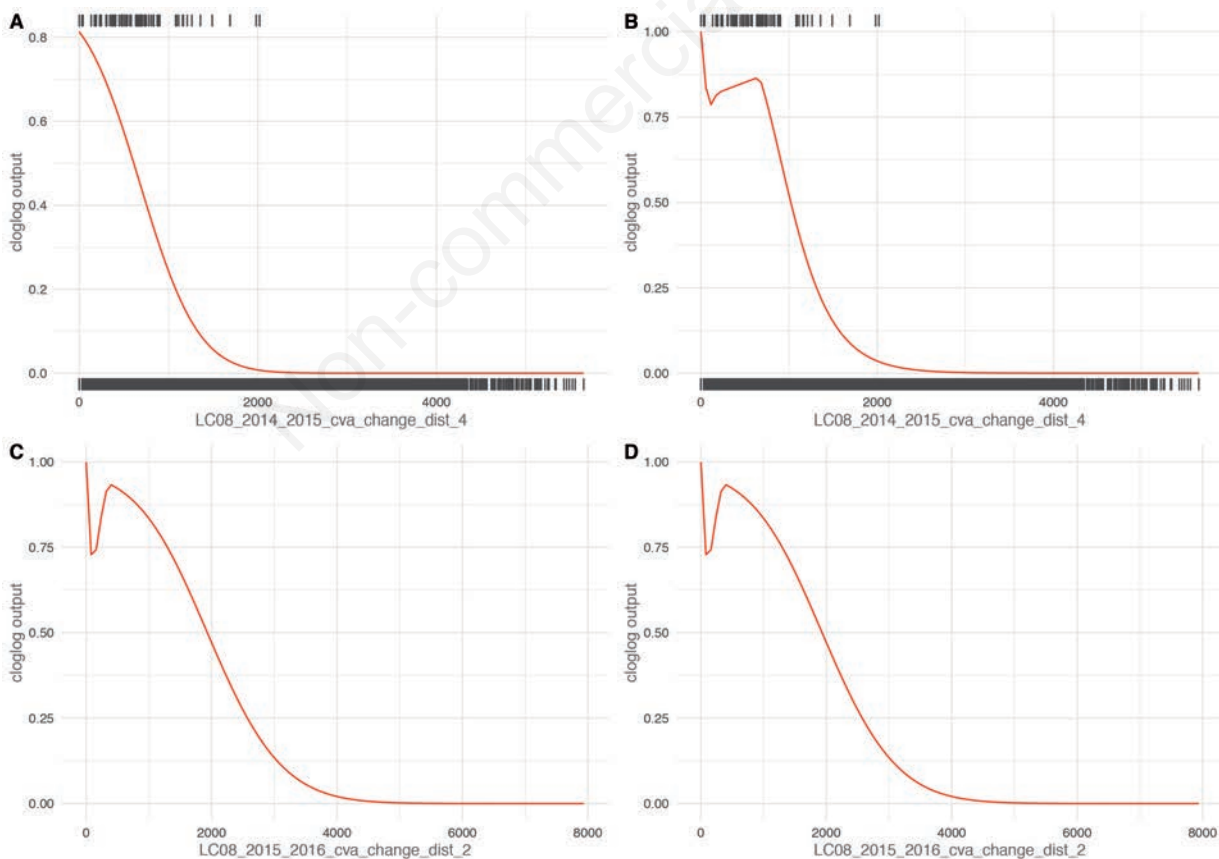 A
B
0.8
0.6
0.4
0.2
0.0
cloglog output
0 2000 4000
LC08_2014_2015_cva_change_dist_4
1.00
0.75
0.50
0.25
0.00
cloglog output
0 2000 4000
LC08_2014_2015_cva_change_dist_4
C
D
1.00
0.75
0.50
0.25
0.00
cloglog output
0 2000 4000 6000 8000
LC08_2015_2016_cva_change_dist_2
1.00
0.75
0.50
0.25
0.00
cloglog output
0 2000 4000 6000 8000
LC08_2015_2016_cva_change_dist_2
Non-commercia